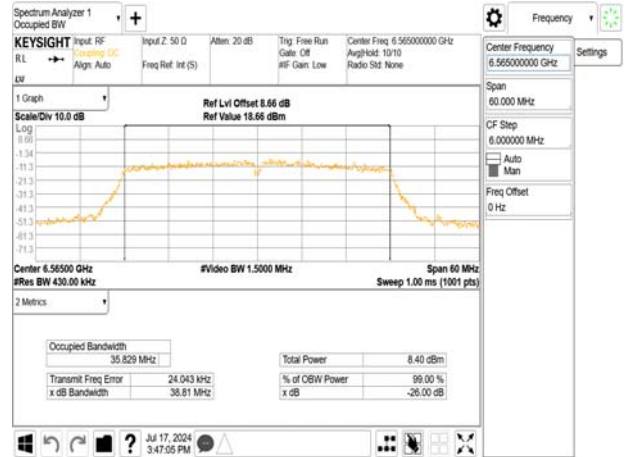 Spectrum Analyzer 1
Occupied BW
Frequency
KEYSIGHT
RL
Input: RF
Coupling: DC
Align: Auto
Input Z: 50 Ω
Freq Ref: Int (S)
Atten: 20 dB
Trig: Free Run
Gate: Off
#IF Gain: Low
Center Freq: 6.565000000 GHz
Avg|Hold: 10/10
Radio Std: None
Center Frequency
6.565000000 GHz
Settings
Span
60.000 MHz
CF Step
6.000000 MHz
Auto
Man
Freq Offset
0 Hz
1 Graph
Scale/Div 10.0 dB
Ref Lvl Offset 8.66 dB
Ref Value 18.66 dBm
Log
8.66
-1.34
-11.3
-21.3
-31.3
-41.3
-51.3
-61.3
-71.3
Center 6.56500 GHz
#Video BW 1.5000 MHz
Span 60 MHz
#Res BW 430.00 kHz
Sweep 1.00 ms (1001 pts)
2 Metrics
Occupied Bandwidth
35.829 MHz
Total Power 8.40 dBm
Transmit Freq Error 24.043 kHz
% of OBW Power 99.00 %
x dB Bandwidth 38.81 MHz
x dB -26.00 dB
?
Jul 17, 2024
3:47:05 PM